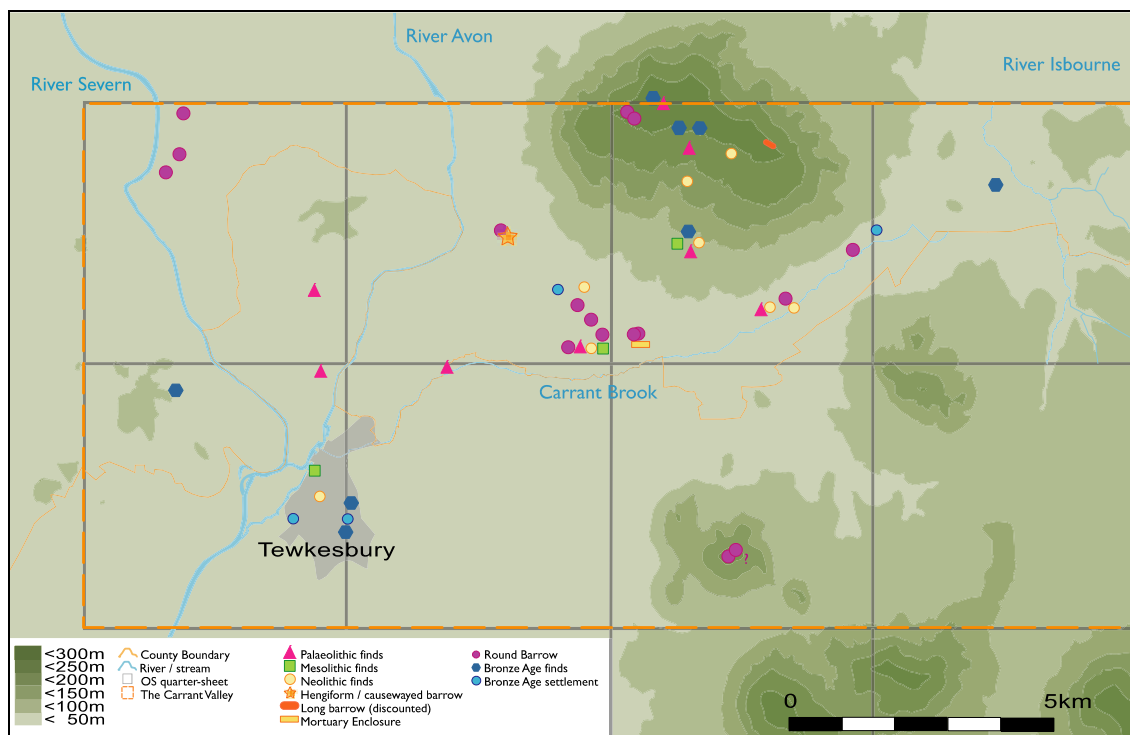 River Avon
River Isbourne
River Severn
Carrant Brook
Tewkesbury
?
<300m
<250m
<200m
<150m
<100m
< 50m
County Boundary
River / stream
OS quarter-sheet
The Carrant Valley
Palaeolithic finds
Mesolithic finds
Neolithic finds
Hengiform / causewayed barrow
Long barrow (discounted)
Mortuary Enclosure
Round Barrow
Bronze Age finds
Bronze Age settlement
0 5km